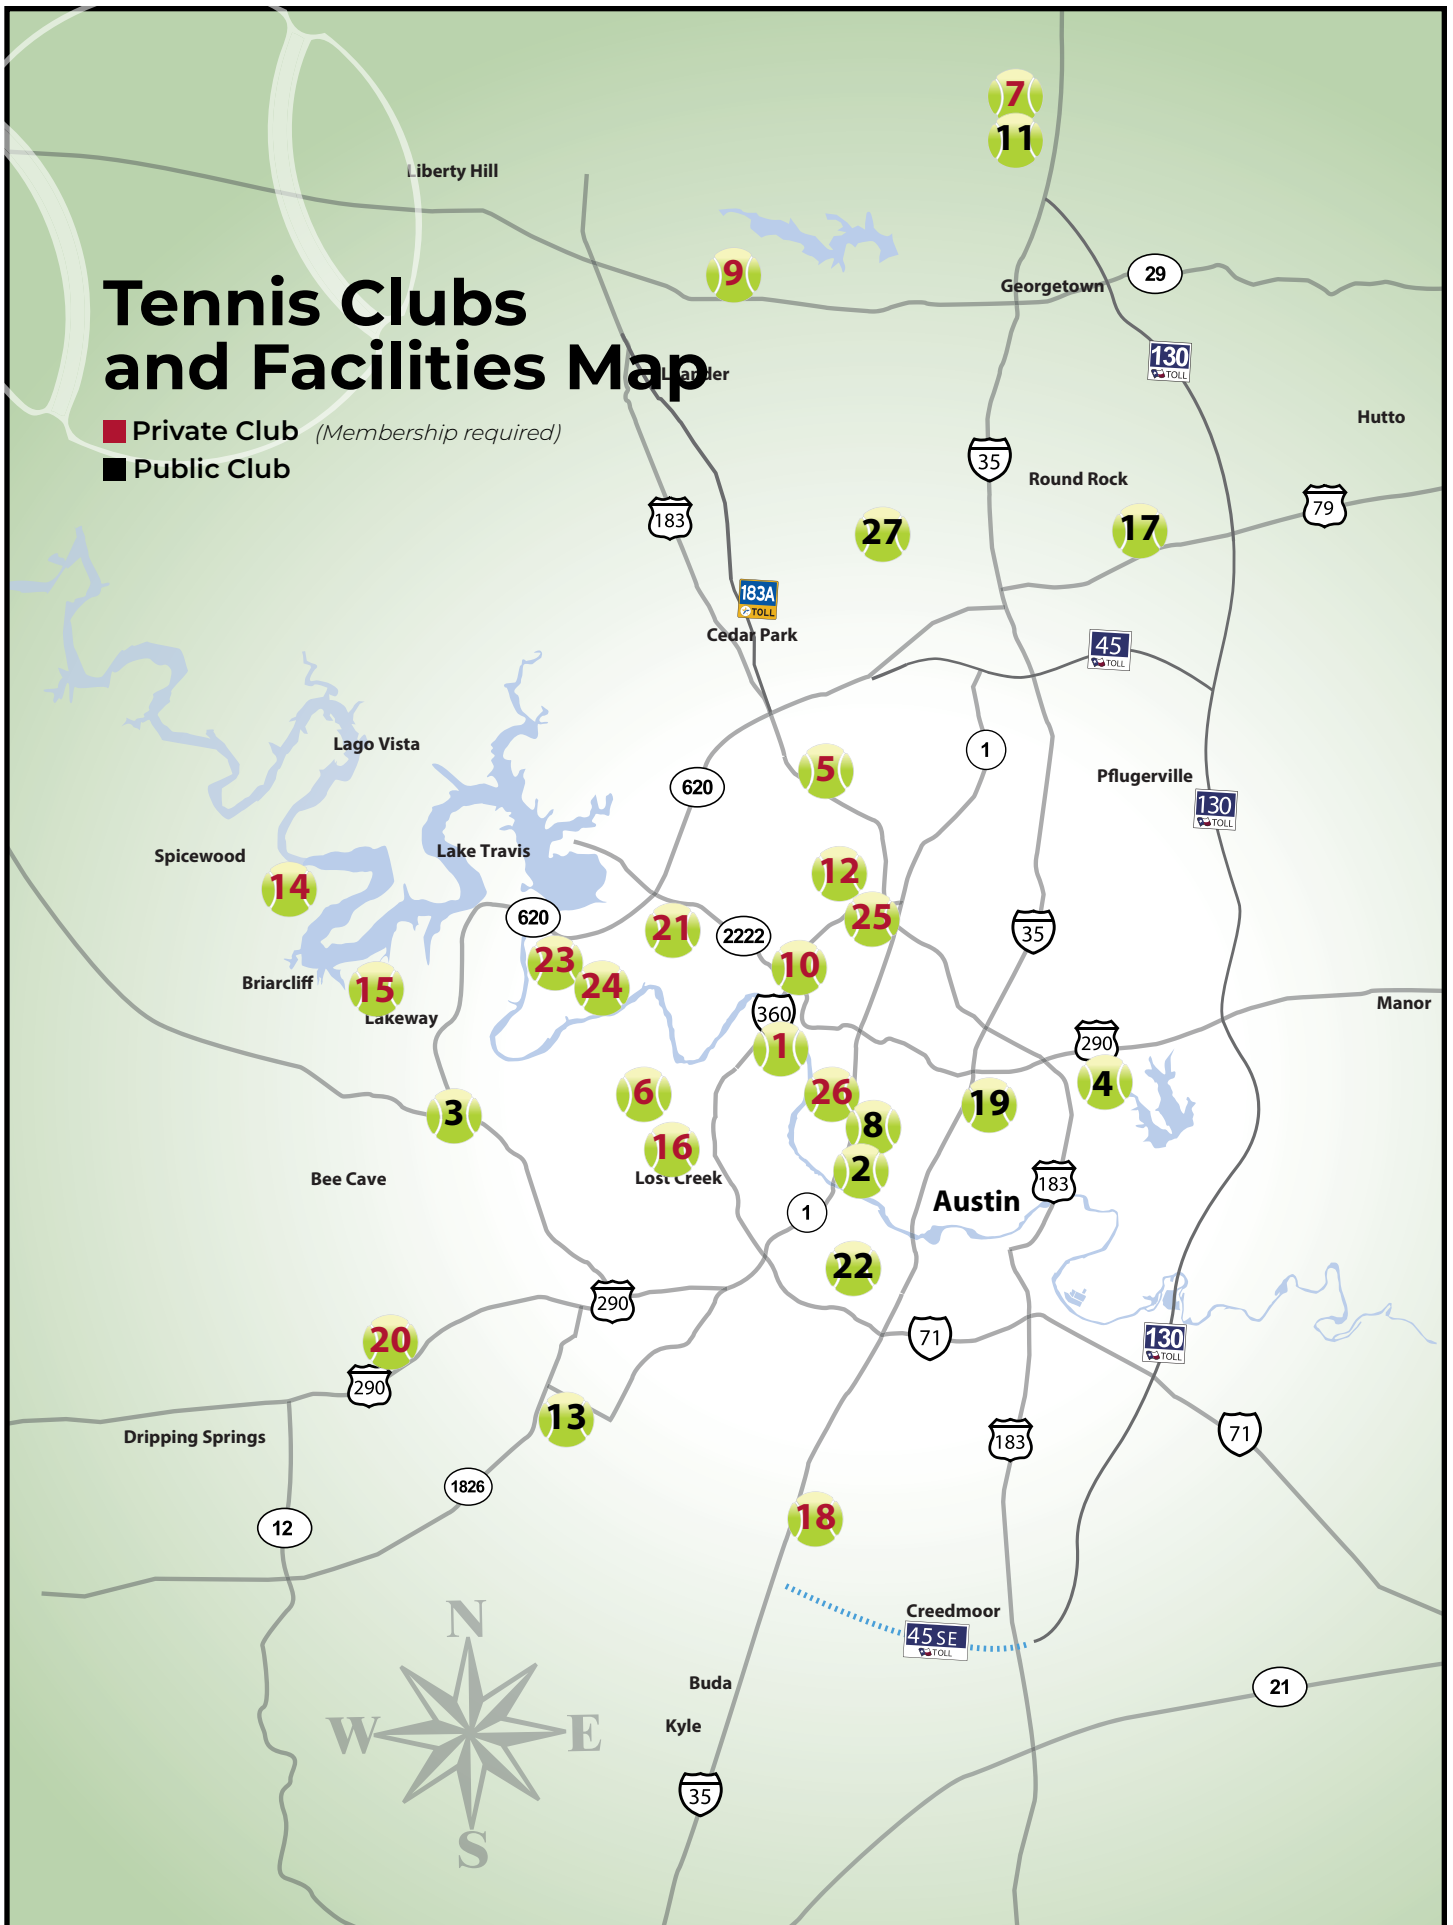 7
11
Liberty Hill
9
Georgetown
29
Tennis Clubs
and Facilities Map
Leander
130
TOLL
Private Club (Membership required)
Public Club
Hutto
35
Round Rock
183
79
27
17
183A
TOLL
Cedar Park
45
TOLL
Lago Vista
1
620
5
Pflugerville
130
TOLL
Spicewood
Lake Travis
14
12
620
21
2222
25
35
23
10
24
Briarcliff
15
Lakeway
Manor
360
1
290
6
26
4
3
19
8
16
Lost Creek
2
Bee Cave
183
1
Austin
22
290
20
71
130
TOLL
290
13
Dripping Springs
183
71
1826
12
18
N
Creedmoor
45 SE
TOLL
Buda
21
W
E
Kyle
35
S